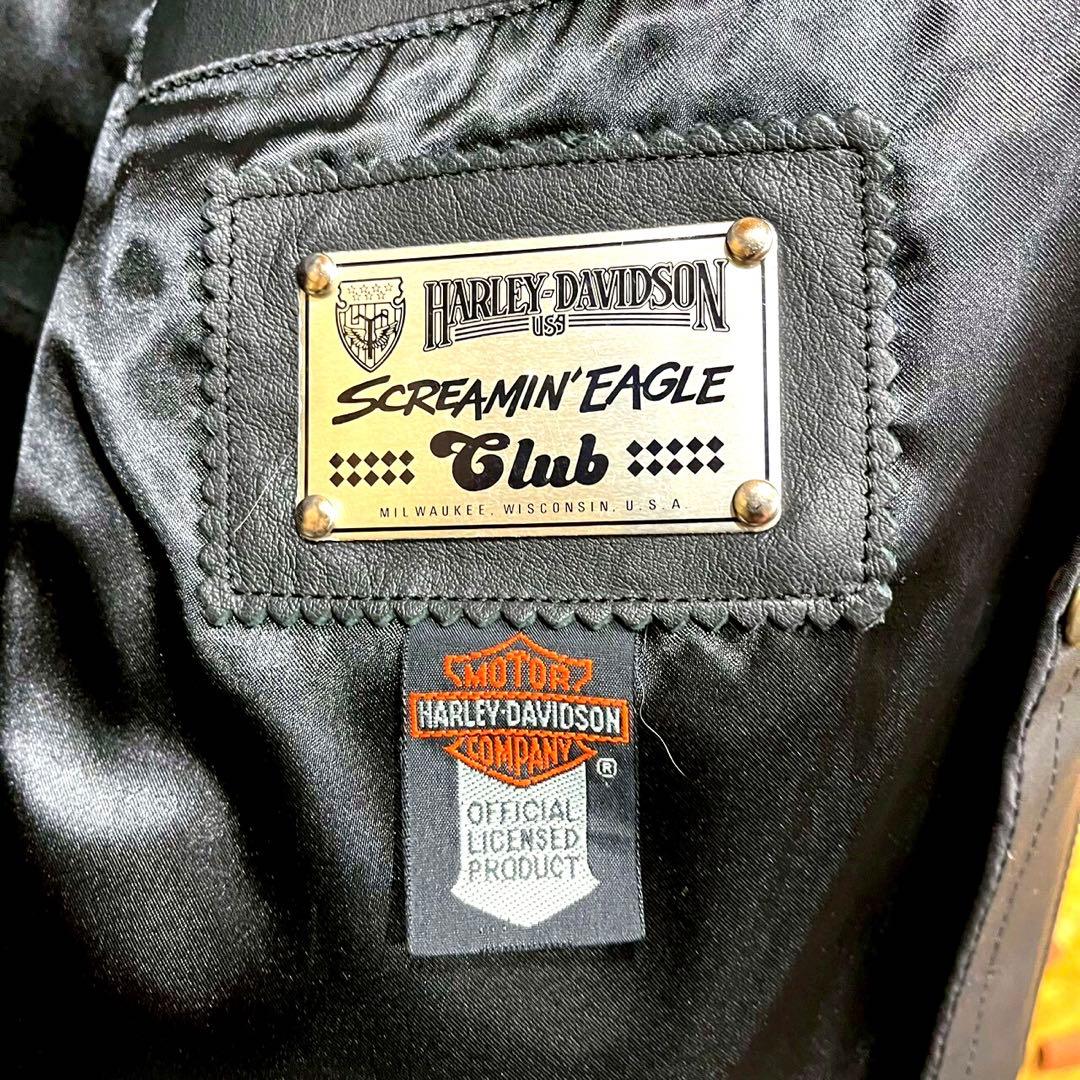 HARLEY-DAVIDSON
USA
SCREAMIN' EAGLE
Club
MILWAUKEE, WISCONSIN, U.S.A.
MOTOR
HARLEY-DAVIDSON
COMPANY
®
OFFICIAL
LICENSED
PRODUCT